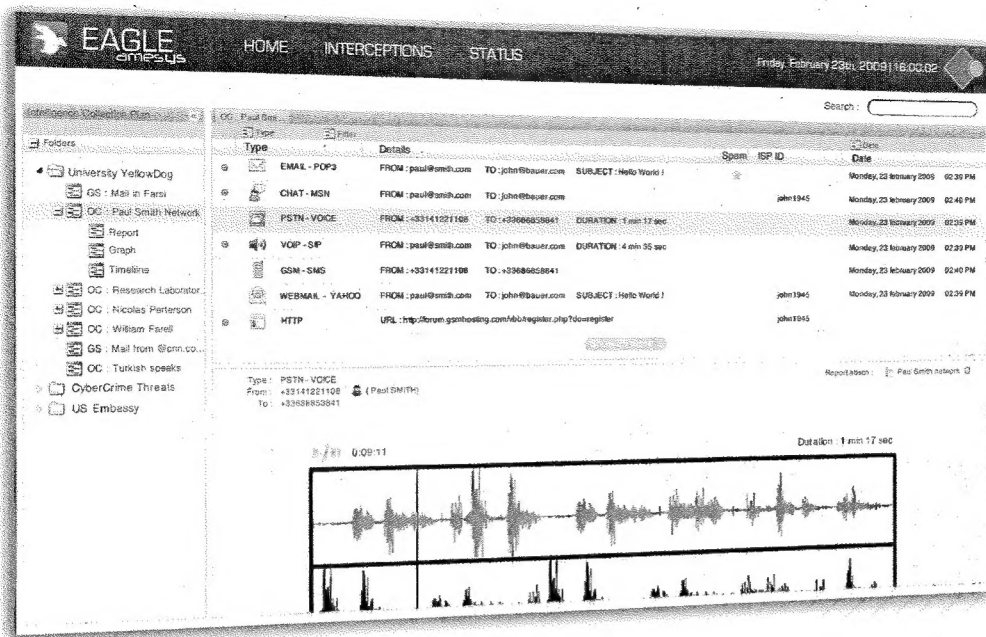 EAGLE
amesys
HOME INTERCEPTIONS STATUS
Friday, February 23th, 2009 | 16:00:02
Search :
Intelligence Collection Plan
Folders
University YellowDog
GS : Mail in Farsi
OC : Paul Smith Network
Report
Graph
Timeline
OC : Research Laborator
OC : Nicolas Perterson
OC : William Farell
GS : Mail from @cnn.co...
OC : Turkish speaks
CyberCrime Threats
US Embassy
OC : Paul Smi...
Type Filter Date
Type Details Spam ISP ID Date
EMAIL - POP3 FROM : paul@smith.com TO : john@bauer.com SUBJECT : Hello World ! Monday, 23 february 2009 02:39 PM
CHAT - MSN FROM : paul@smith.com TO : john@bauer.com john1945 Monday, 23 february 2009 02:40 PM
PSTN - VOICE FROM : +33141221108 TO : +33686858841 DURATION : 1 min 17 sec Monday, 23 february 2009 02:39 PM
VOIP - SIP FROM : paul@smith.com TO : john@bauer.com DURATION : 4 min 35 sec Monday, 23 february 2009 02:39 PM
GSM - SMS FROM : +33141221108 TO : +33686858841 Monday, 23 february 2009 02:40 PM
WEBMAIL - YAHOO FROM : paul@smith.com TO : john@bauer.com SUBJECT : Hello World ! john1945 Monday, 23 february 2009 02:39 PM
HTTP URL : http://forum.gsmhosting.com/vbb/register.php?do=register john1945
Type : PSTN - VOICE
From : +33141221108 (Paul SMITH)
To :
Paul Smith network
0:09:11
Duration : 1 min 17 sec